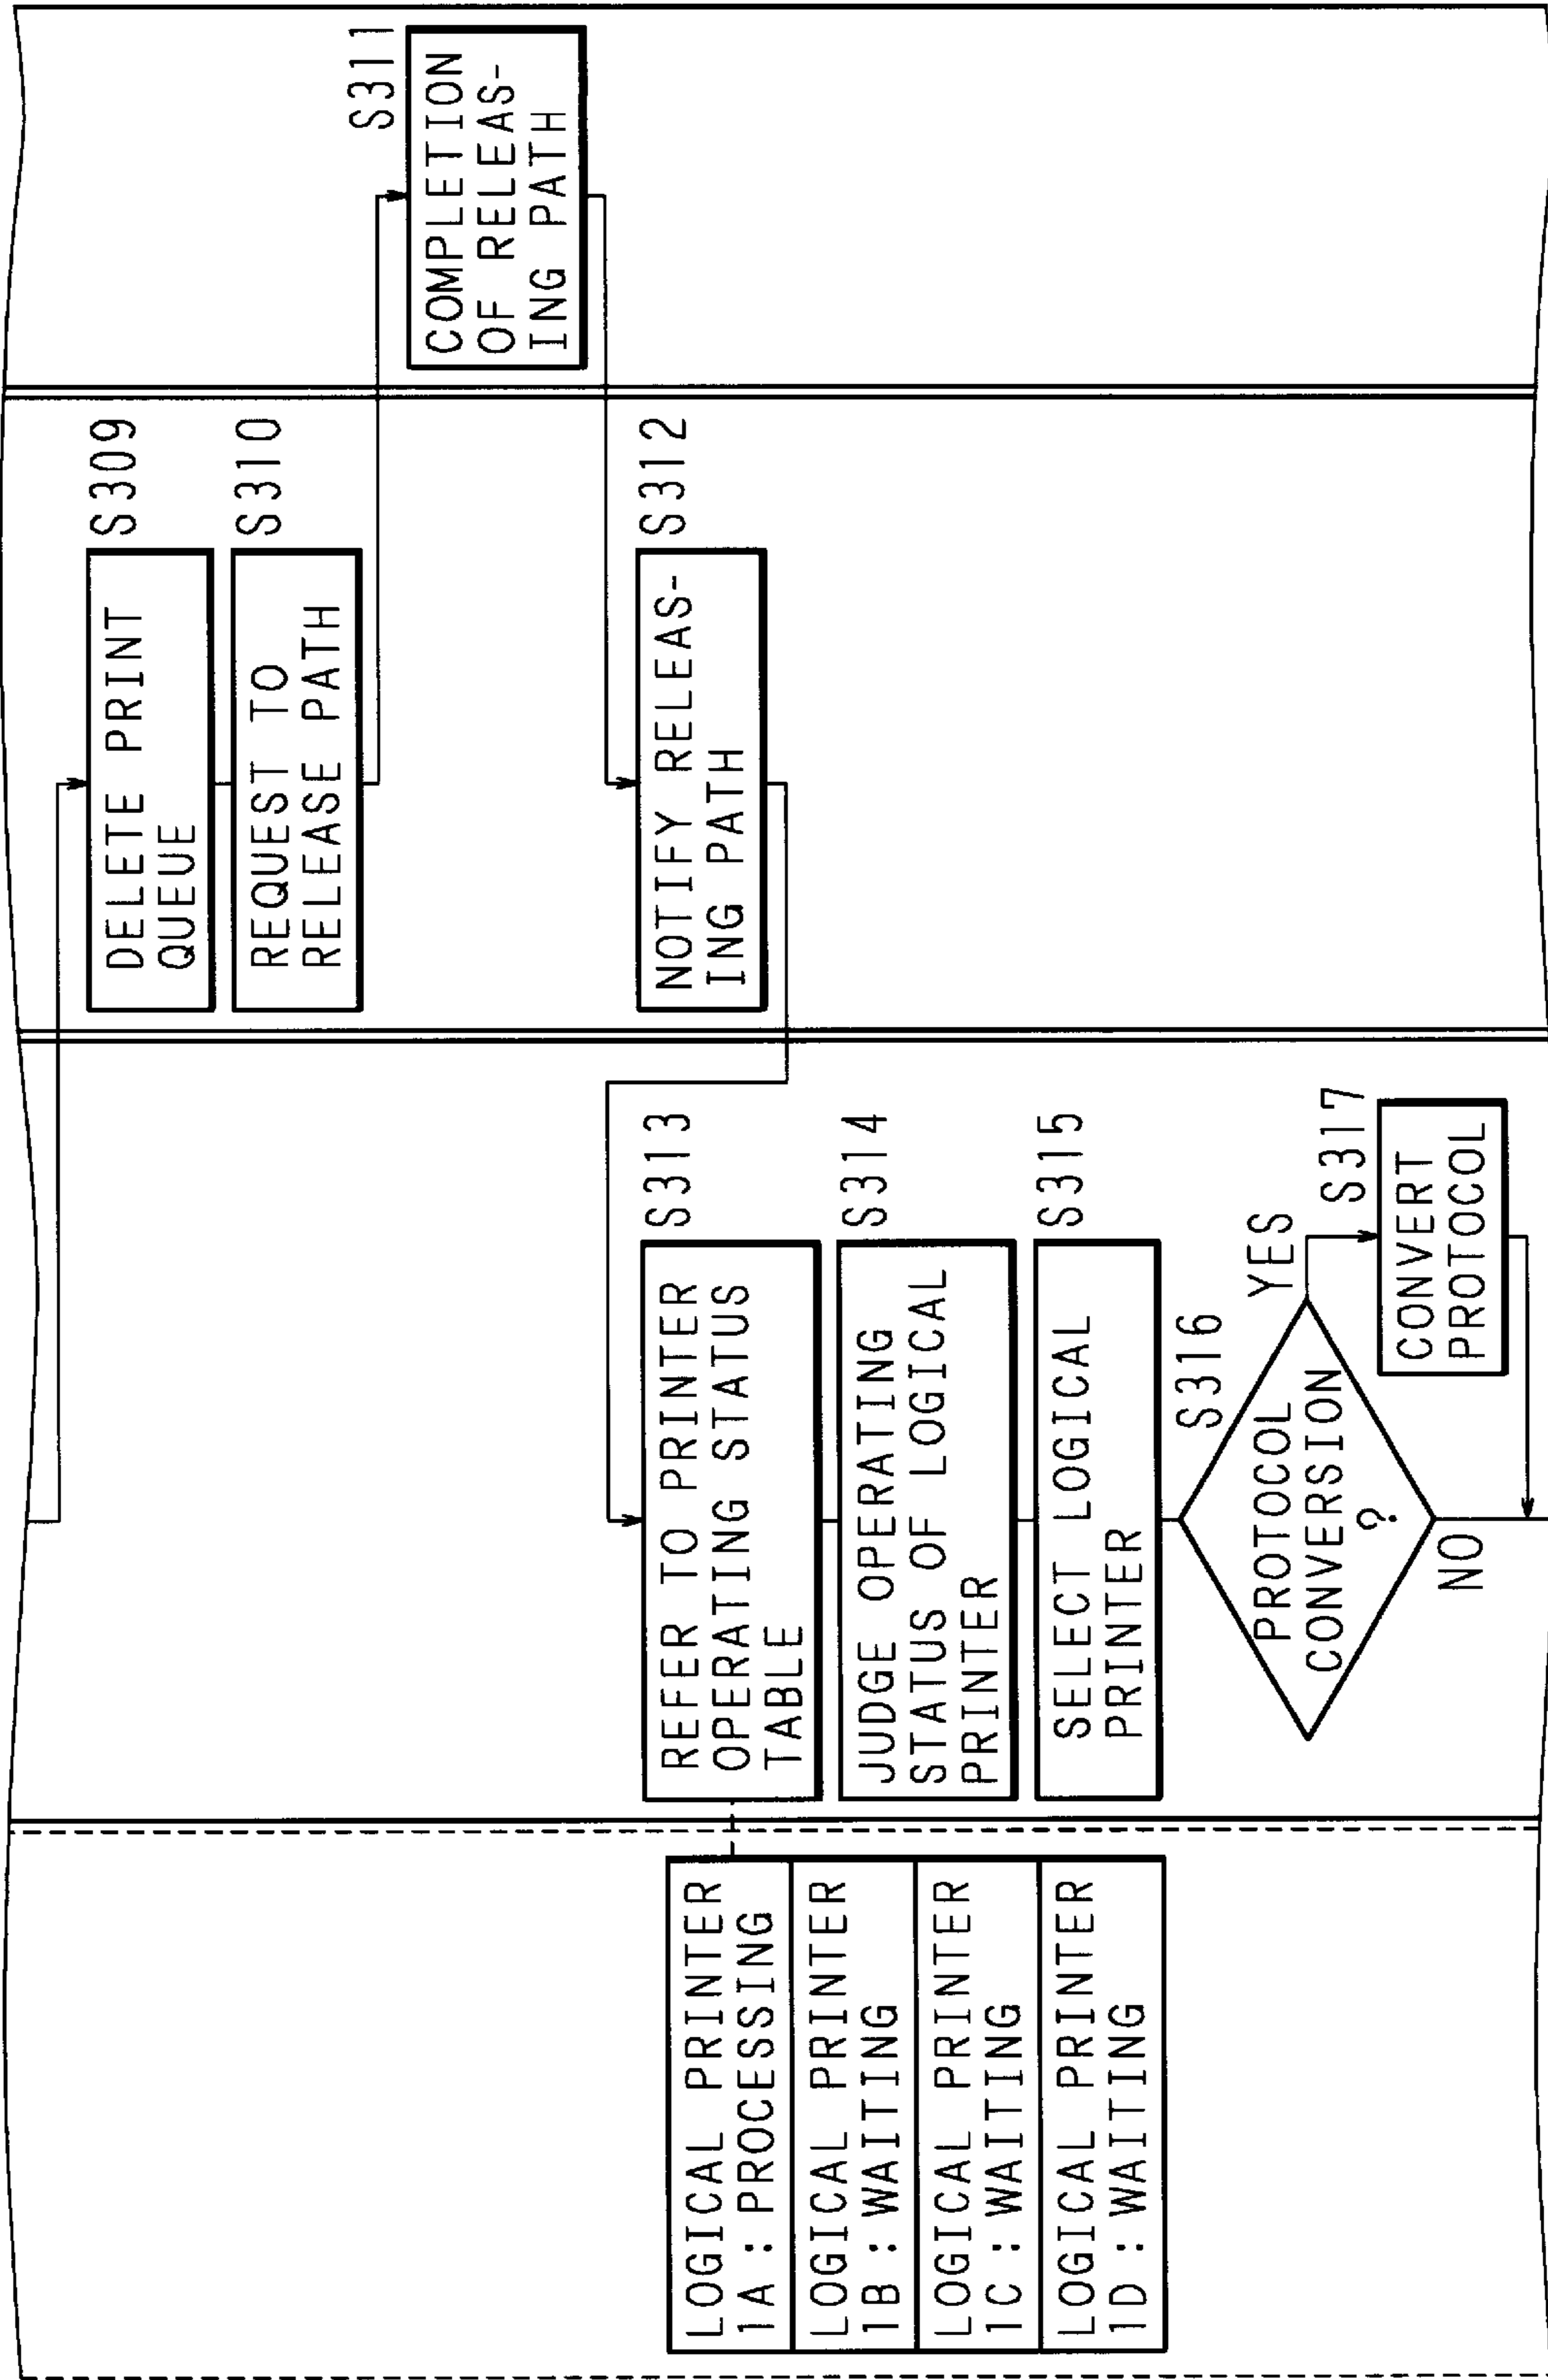 S309
DELETE PRINT
QUEUE
S310
REQUEST TO
RELEASE PATH
S311
COMPLETION
OF RELEAS-
ING PATH
S312
NOTIFY RELEAS-
ING PATH
S313
REFER TO PRINTER
OPERATING STATUS
TABLE
LOGICAL PRINTER
1A : PROCESSING
LOGICAL PRINTER
1B : WAITING
LOGICAL PRINTER
1C : WAITING
LOGICAL PRINTER
1D : WAITING
S314
JUDGE OPERATING
STATUS OF LOGICAL
PRINTER
S315
SELECT LOGICAL
PRINTER
S316
PROTOCOL
CONVERSION
?
YES
S317
CONVERT
PROTOCOL
NO